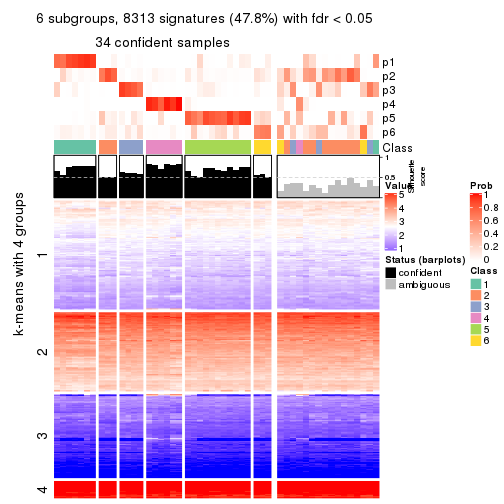 6 subgroups, 8313 signatures (47.8%) with fdr < 0.05
34 confident samples
p1
p2
p3
p4
p5
p6
Class
1
0.5
0
Silhouette
score
k-means with 4 groups
1
2
3
4
Value
5
4
3
2
1
Status (barplots)
confident
ambiguous
Prob
1
0.8
0.6
0.4
0.2
0
Class
1
2
3
4
5
6